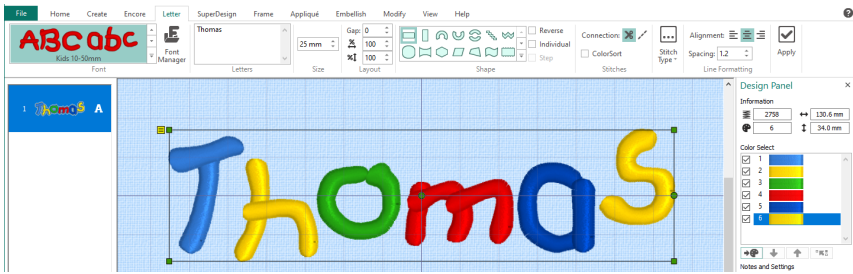 File Home Create Encore Letter SuperDesign Frame Appliqué Embellish Modify View Help
ABC abc
Kids 10-50mm
Font Manager
Font
Thomas
Letters
25 mm
Size
Gap: 0
100
100
Layout
Shape
Reverse
Individual
Step
Connection:
ColorSort
Stitches
Stitch Type
Alignment:
Spacing: 1.2
Line Formatting
Apply
1 Thomas A
Thomas
Design Panel
Information
2758 130.6 mm
6 34.0 mm
Color Select
1
2
3
4
5
6
Notes and Settings